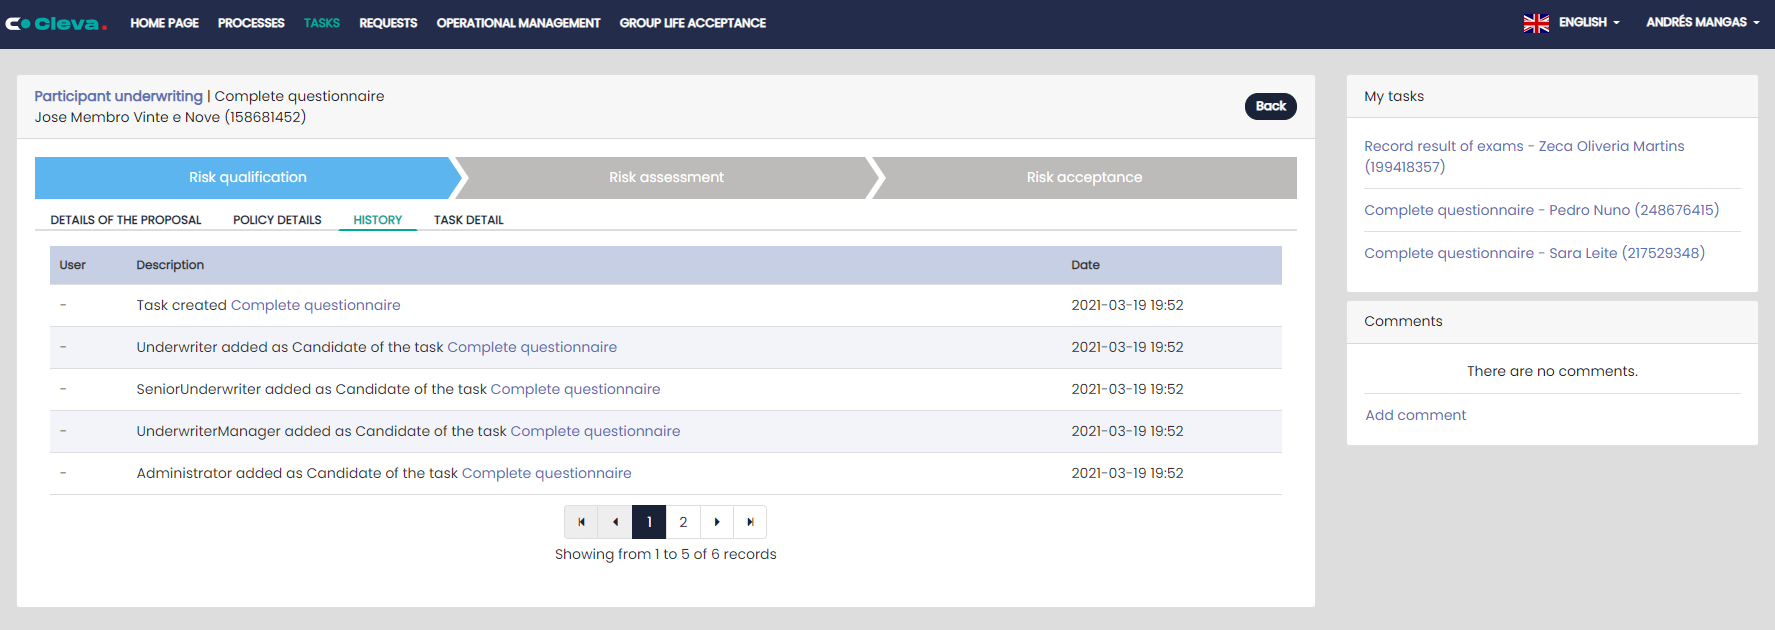 Cleva. HOME PAGE PROCESSES TASKS REQUESTS OPERATIONAL MANAGEMENT GROUP LIFE ACCEPTANCE ENGLISH ANDRÉS MANGAS
Participant underwriting | Complete questionnaire
Jose Membro Vinte e Nove (158681452)
Back
Risk qualification Risk assessment Risk acceptance
DETAILS OF THE PROPOSAL POLICY DETAILS HISTORY TASK DETAIL
User Description Date
- Task created Complete questionnaire 2021-03-19 19:52
- Underwriter added as Candidate of the task Complete questionnaire 2021-03-19 19:52
- SeniorUnderwriter added as Candidate of the task Complete questionnaire 2021-03-19 19:52
- UnderwriterManager added as Candidate of the task Complete questionnaire 2021-03-19 19:52
- Administrator added as Candidate of the task Complete questionnaire 2021-03-19 19:52
1 2
Showing from 1 to 5 of 6 records
My tasks
Record result of exams - Zeca Oliveria Martins
(199418357)
Complete questionnaire - Pedro Nuno (248676415)
Complete questionnaire - Sara Leite (217529348)
Comments
There are no comments.
Add comment